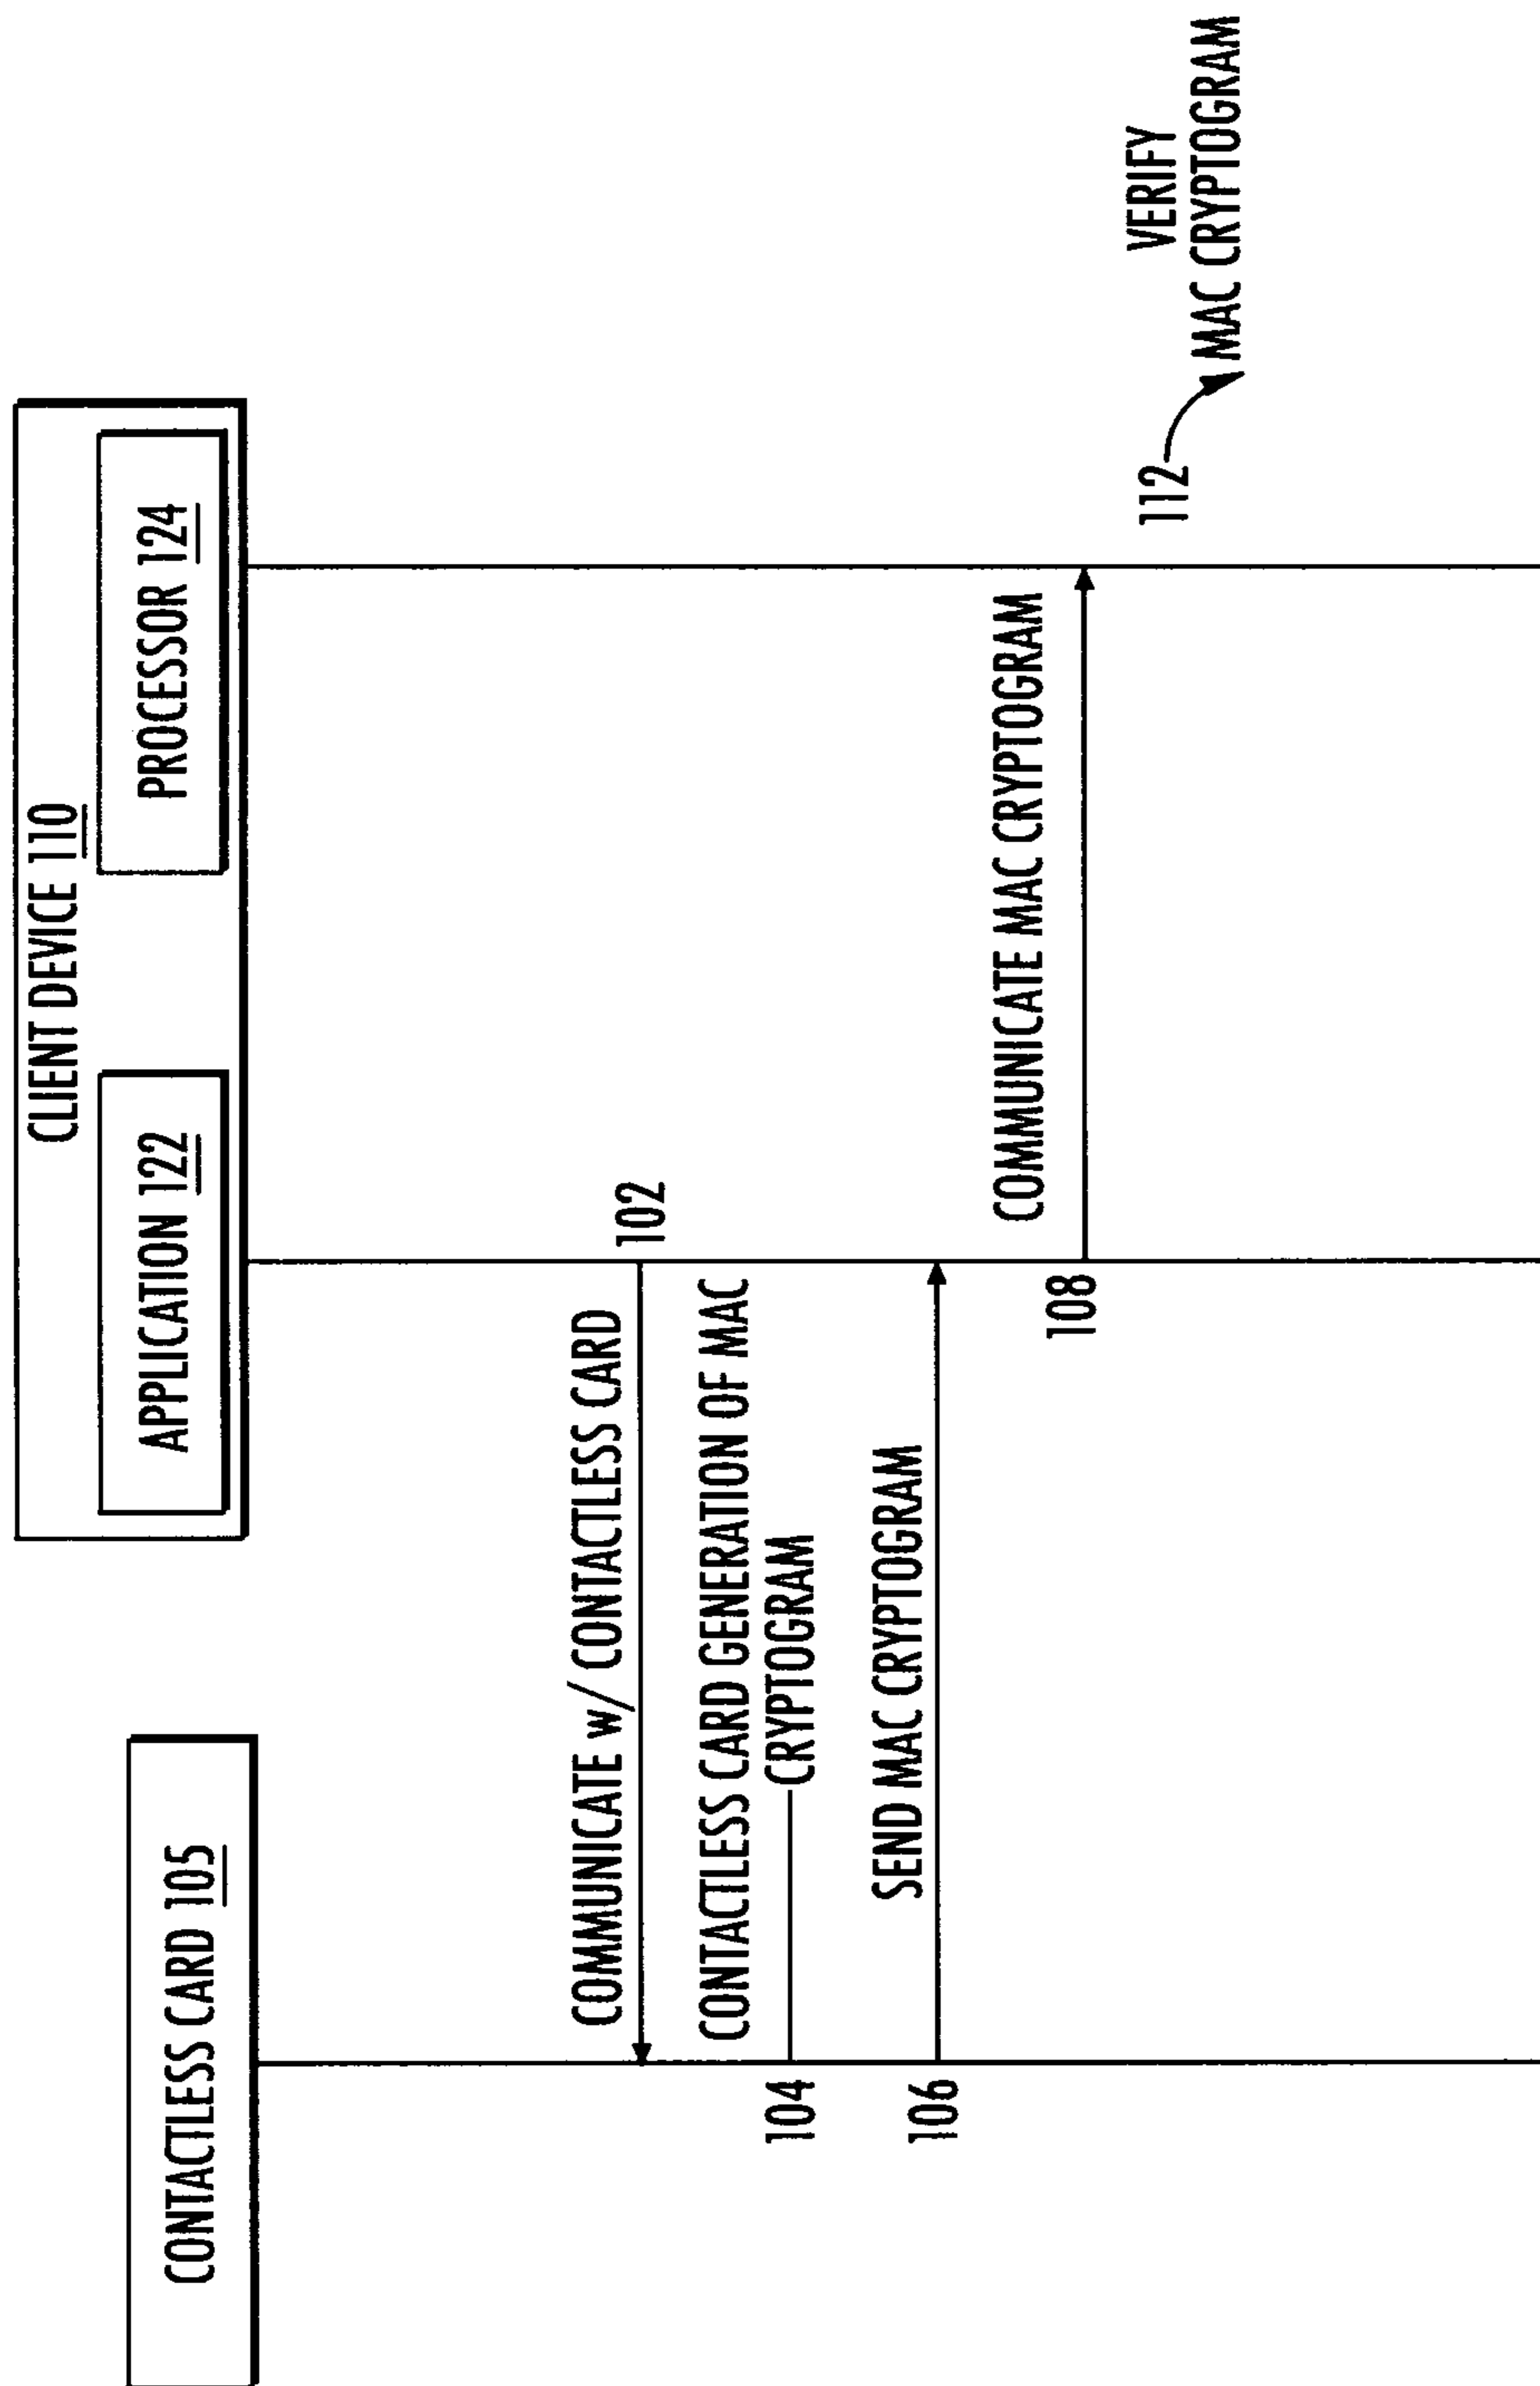 CONTACTLESS CARD 105
CLIENT DEVICE 110
APPLICATION 122
PROCESSOR 124
COMMUNICATE w/ CONTACTLESS CARD
102
CONTACTLESS CARD GENERATION OF MAC
CRYPTOGRAM
104
SEND MAC CRYPTOGRAM
106
COMMUNICATE MAC CRYPTOGRAM
108
112
VERIFY
MAC CRYPTOGRAM